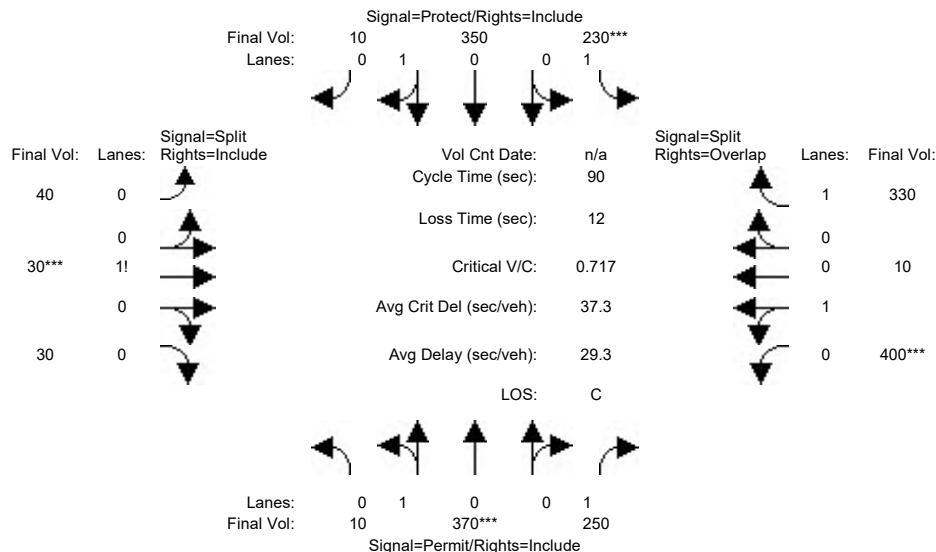 Signal=Protect/Rights=Include
Final Vol: 10 350 230***
Lanes: 0 1 0 0 1
Signal=Split Signal=Split
Final Vol: Lanes: Rights=Include Vol Cnt Date: n/a Rights=Overlap Lanes: Final Vol:
Cycle Time (sec): 90
40 0 1 330
Loss Time (sec): 12
0 0
30*** 1! Critical V/C: 0.717 0 10
0 Avg Crit Del (sec/veh): 37.3 1
30 0 Avg Delay (sec/veh): 29.3 0 400***
LOS: C
Lanes: 0 1 0 0 1
Final Vol: 10 370*** 250
Signal=Permit/Rights=Include